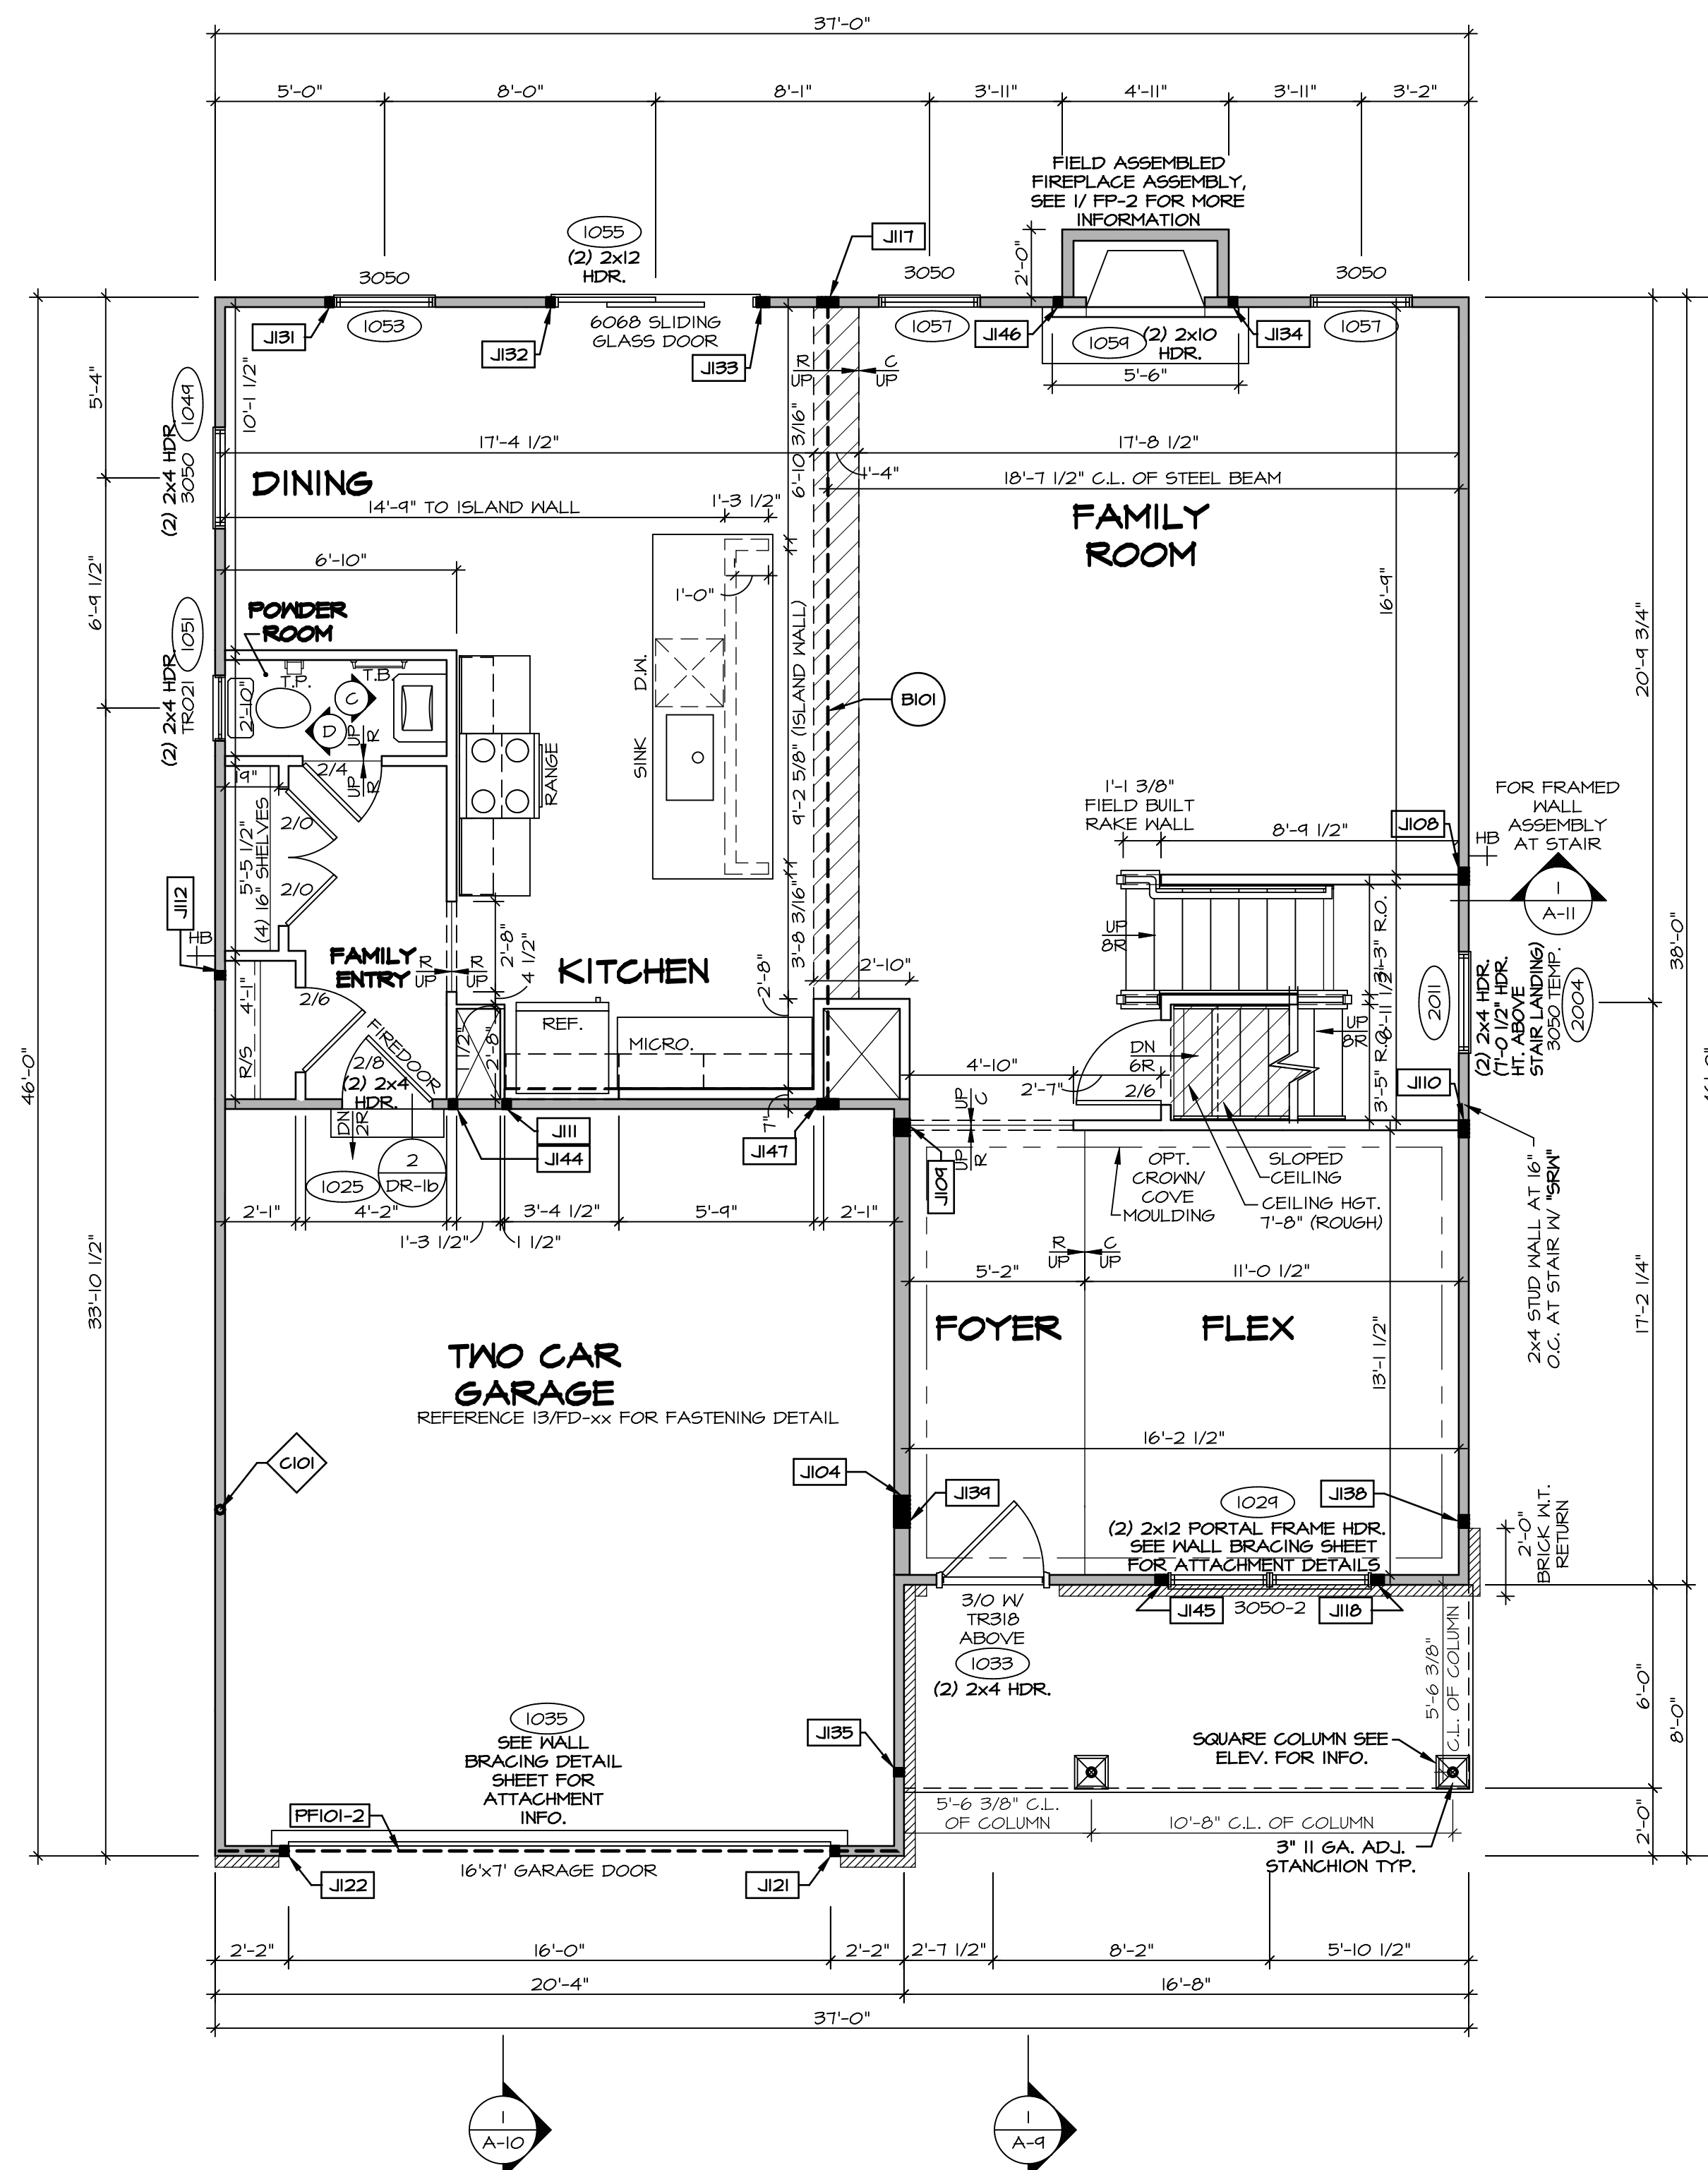 37'-0"
5'-0"
8'-0"
8'-1"
3'-11"
4'-11"
3'-11"
3'-2"
FIELD ASSEMBLED
FIREPLACE ASSEMBLY,
SEE 1/ FP-2 FOR MORE
INFORMATION
1055
(2) 2x12
HDR.
J117
2'-0"
3050
3050
3050
J131
1053
6068 SLIDING
GLASS DOOR
J132
J133
1057
J146
1059
(2) 2x10
HDR.
J134
1057
R
UP
C
UP
5'-6"
5'-4"
1049
(2) 2x4 HDR.
3050
10'-1 1/2"
6'-10 3/16"
17'-4 1/2"
17'-8 1/2"
1'-4"
DINING
14'-9" TO ISLAND WALL
1'-3 1/2"
18'-7 1/2" C.L. OF STEEL BEAM
FAMILY
ROOM
16'-9"
6'-10"
6'-9 1/2"
1'-0"
POWDER
ROOM
1051
(2) 2x4 HDR.
TR021
T.P.
T.B.
2'-10"
C
D
UP
R
UP
R
2/4
D.W.
SINK
RANGE
9'-2 5/8" (ISLAND WALL)
B101
20'-9 3/4"
19"
2/0
2/0
5'-5 1/2"
(4) 16" SHELVES
1'-1 3/8"
FIELD BUILT
RAKE WALL
8'-9 1/2"
J108
HB
FOR FRAMED
WALL
ASSEMBLY
AT STAIR
1
A-11
J112
HB
FAMILY
ENTRY
R
UP
R
UP
2'-8"
4 1/2"
KITCHEN
3'-8 3/16"
2'-8"
2'-10"
UP
8R
3'-3" R.O.
38'-0"
4'-1"
R/S
2/6
FIREDOOR
2/8
(2) 2x4
HDR.
2'-8"
REF.
MICRO.
DN
6R
UP
8R
3'-5" R.O.
2011
(2) 2x4 HDR.
(7'-0 1/2" HDR.
HT. ABOVE
STAIR LANDING)
3050 TEMP.
2004
4'-10"
2'-7"
2/6
J110
46'-0"
DN
2R
J111
J144
J147
7"
J109
UP
C
UP
R
2
DR-1b
1025
OPT.
CROWN/
COVE
MOULDING
SLOPED
CEILING
CEILING HGT.
7'-8" (ROUGH)
2x4 STUD WALL AT 16"
O.C. AT STAIR W/ "SRW"
2'-1"
4'-2"
1'-3 1/2"
1 1/2"
3'-4 1/2"
5'-9"
2'-1"
33'-10 1/2"
R
UP
C
UP
5'-2"
11'-0 1/2"
FOYER
FLEX
13'-1 1/2"
17'-2 1/4"
TWO CAR
GARAGE
REFERENCE 13/FD-xx FOR FASTENING DETAIL
16'-2 1/2"
C101
J104
J139
1029
J138
(2) 2x12 PORTAL FRAME HDR.
SEE WALL BRACING SHEET
FOR ATTACHMENT DETAILS
2'-0"
BRICK W.T.
RETURN
3/0 W/
TR318
ABOVE
1033
(2) 2x4 HDR.
J145
3050-2
J118
5'-6 3/8"
C.L. OF COLUMN
6'-0"
8'-0"
1035
SEE WALL
BRACING DETAIL
SHEET FOR
ATTACHMENT
INFO.
J135
SQUARE COLUMN SEE
ELEV. FOR INFO.
PF101-2
5'-6 3/8" C.L.
OF COLUMN
10'-8" C.L. OF COLUMN
2'-0"
3" 11 GA. ADJ.
STANCHION TYP.
J122
16'x7' GARAGE DOOR
J121
2'-2"
16'-0"
2'-2"
2'-7 1/2"
8'-2"
5'-10 1/2"
20'-4"
16'-8"
37'-0"
1
A-10
1
A-9